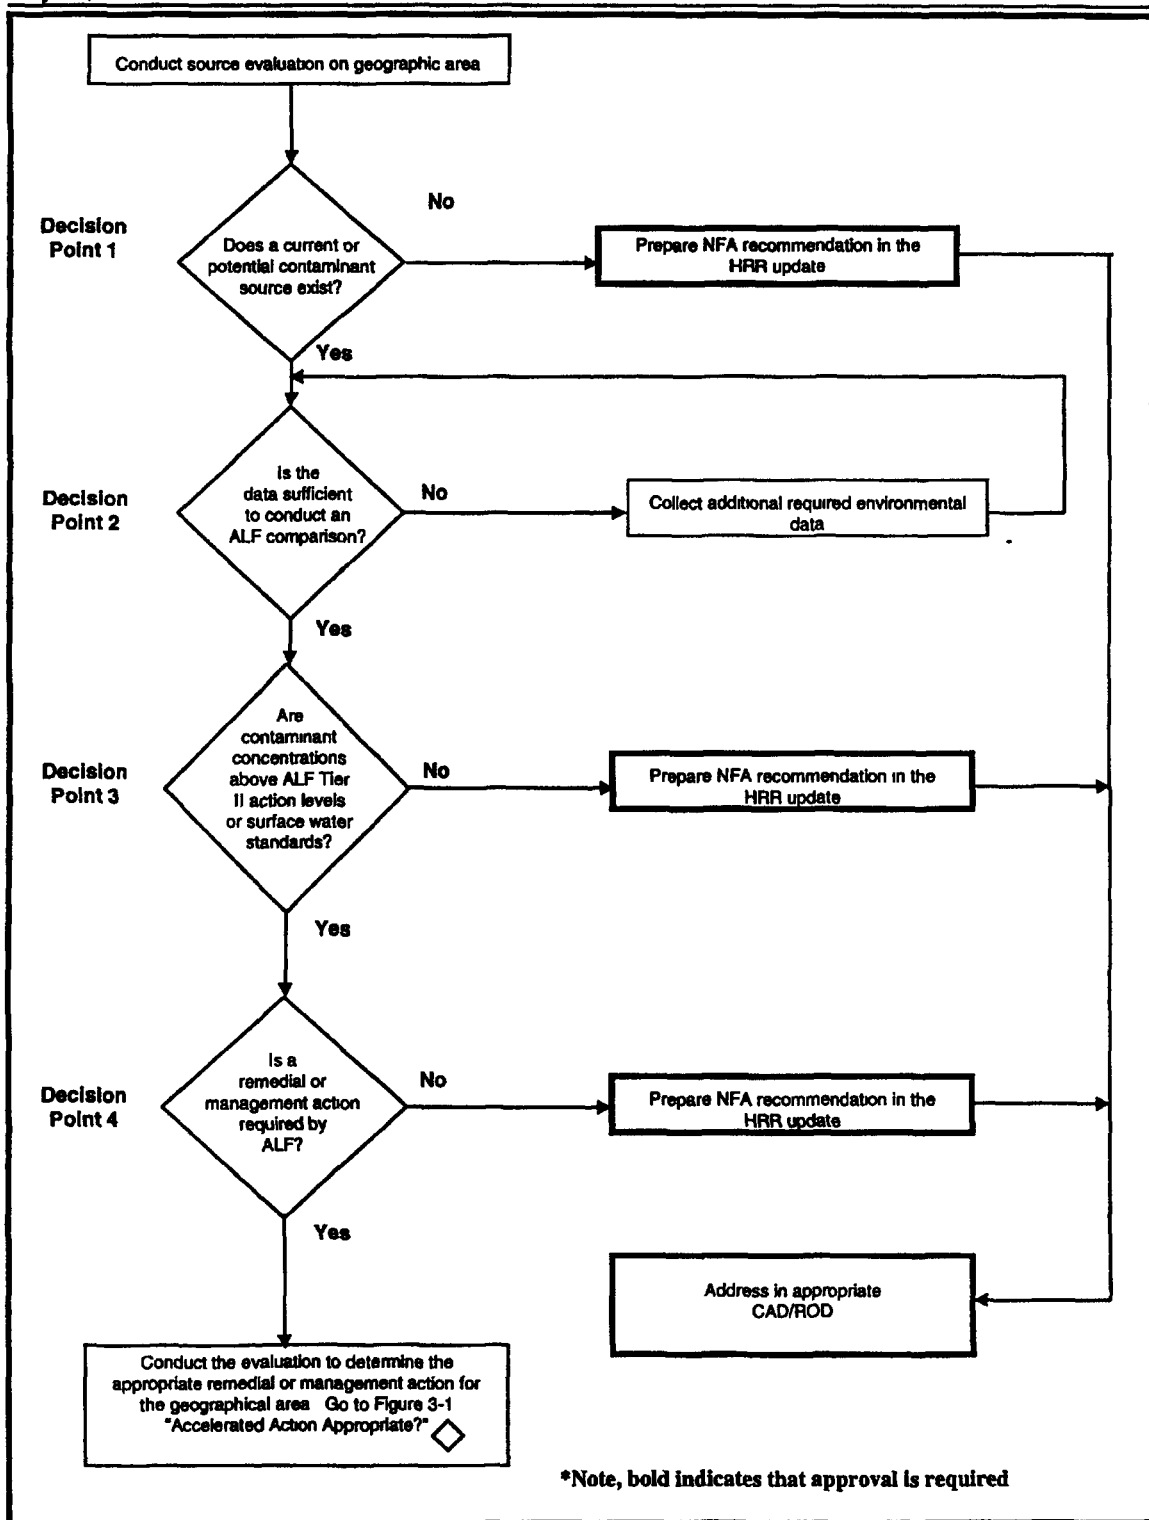 Conduct source evaluation on geographic area
No
Decision
Point 1
Does a current or
potential contaminant
source exist?
Prepare NFA recommendation in the
HRR update
Yes
Decision
Point 2
Is the
data sufficient
to conduct an
ALF comparison?
No
Collect additional required environmental
data
Yes
Decision
Point 3
Are
contaminant
concentrations
above ALF Tier
II action levels
or surface water
standards?
No
Prepare NFA recommendation in the
HRR update
Yes
Decision
Point 4
Is a
remedial or
management action
required by
ALF?
No
Prepare NFA recommendation in the
HRR update
Yes
Address in appropriate
CAD/ROD
Conduct the evaluation to determine the
appropriate remedial or management action for
the geographical area Go to Figure 3-1
"Accelerated Action Appropriate?"
*Note, bold indicates that approval is required